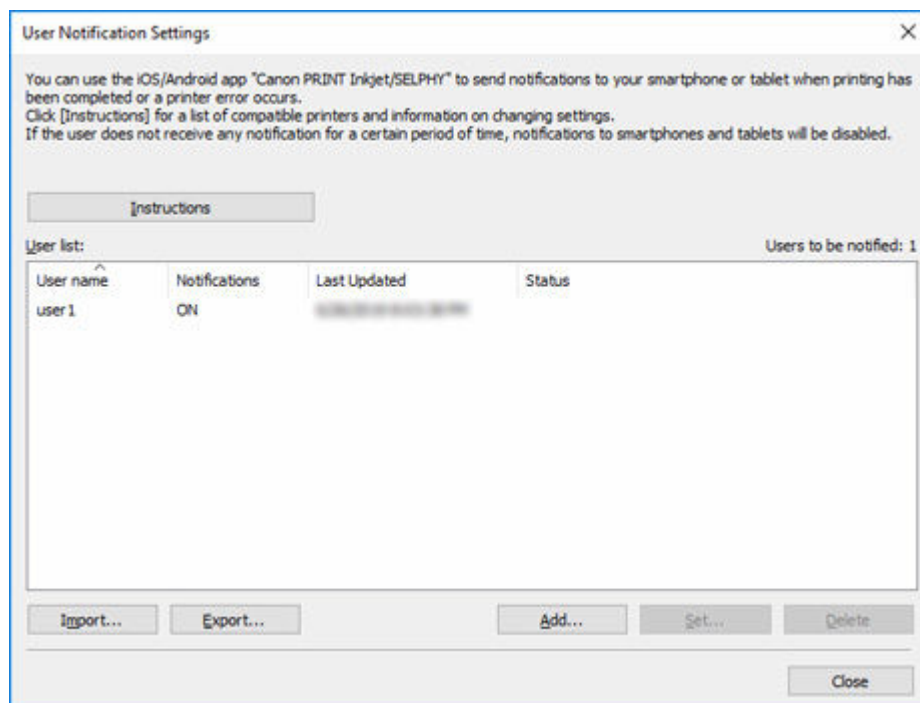 User Notification Settings
You can use the iOS/Android app "Canon PRINT Inkjet/SELPHY" to send notifications to your smartphone or tablet when printing has
been completed or a printer error occurs.
Click [Instructions] for a list of compatible printers and information on changing settings.
If the user does not receive any notification for a certain period of time, notifications to smartphones and tablets will be disabled.
Instructions
User list: Users to be notified: 1
User name Notifications Last Updated Status
user1 ON
Import... Export... Add... Set... Delete
Close